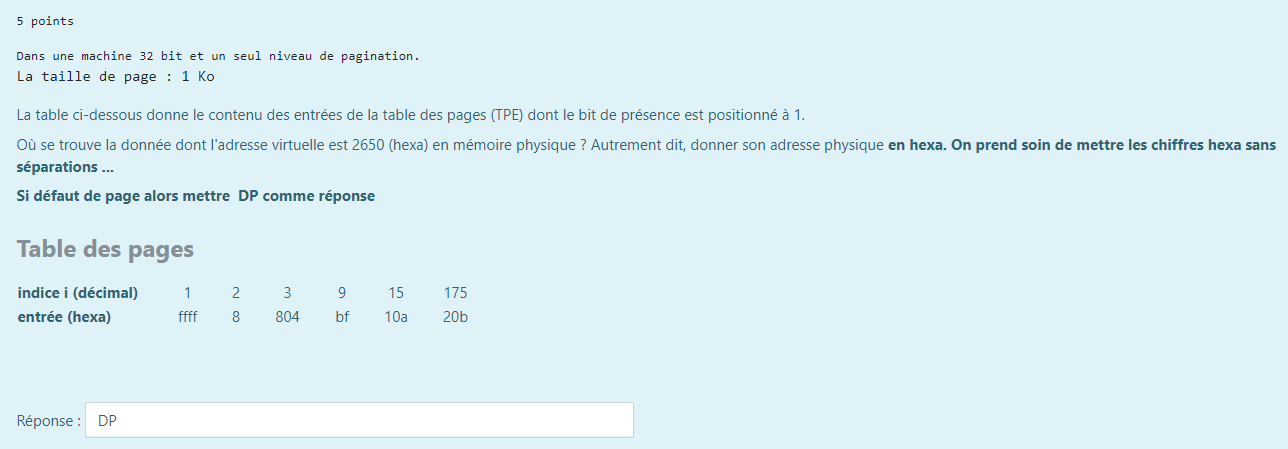 5 points
Dans une machine 32 bit et un seul niveau de pagination.
La taille de page : 1 Ko
La table ci-dessous donne le contenu des entrées de la table des pages (TPE) dont le bit de présence est positionné à 1.
Où se trouve la donnée dont l'adresse virtuelle est 2650 (hexa) en mémoire physique ? Autrement dit, donner son adresse physique en hexa. On prend soin de mettre les chiffres hexa sans
séparations ...
Si défaut de page alors mettre DP comme réponse
Table des pages
indice i (décimal) 1 2 3 9 15 175
entrée (hexa) ffff 8 804 bf 10a 20b
Réponse : DP